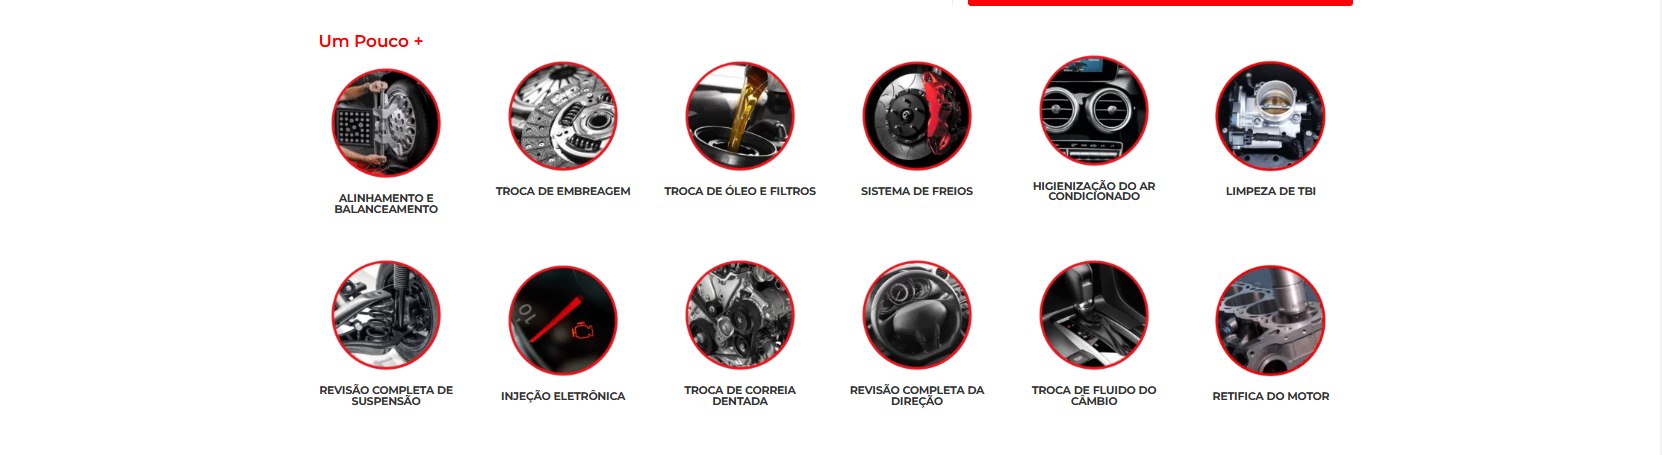 Um Pouco +
ALINHAMENTO E
BALANCEAMENTO
TROCA DE EMBREAGEM
TROCA DE ÓLEO E FILTROS
SISTEMA DE FREIOS
HIGIENIZAÇÃO DO AR
CONDICIONADO
LIMPEZA DE TBI
REVISÃO COMPLETA DE
SUSPENSÃO
10
INJEÇÃO ELETRÔNICA
TROCA DE CORREIA
DENTADA
REVISÃO COMPLETA DA
DIREÇÃO
TROCA DE FLUIDO DO
CÂMBIO
RETIFICA DO MOTOR